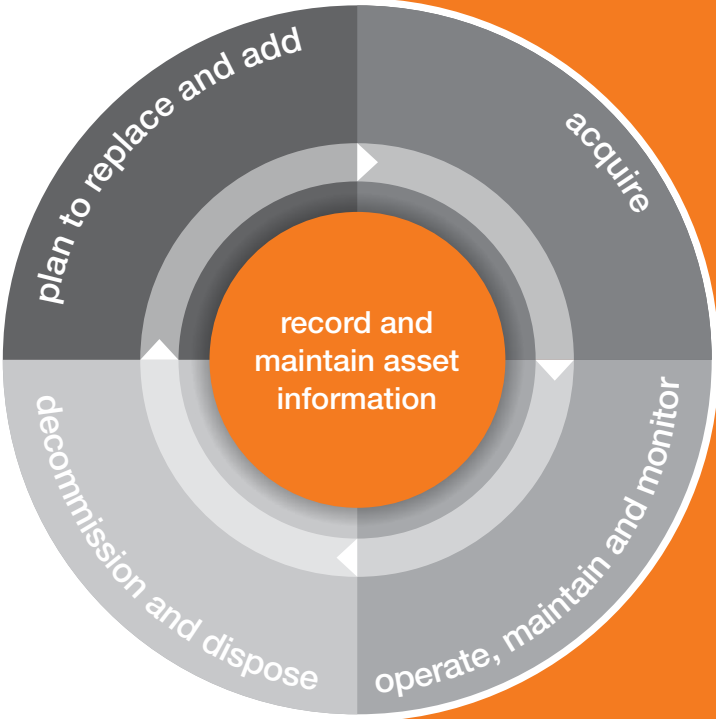 plan to replace and add
acquire
operate, maintain and monitor
decommission and dispose
record and
maintain asset
information